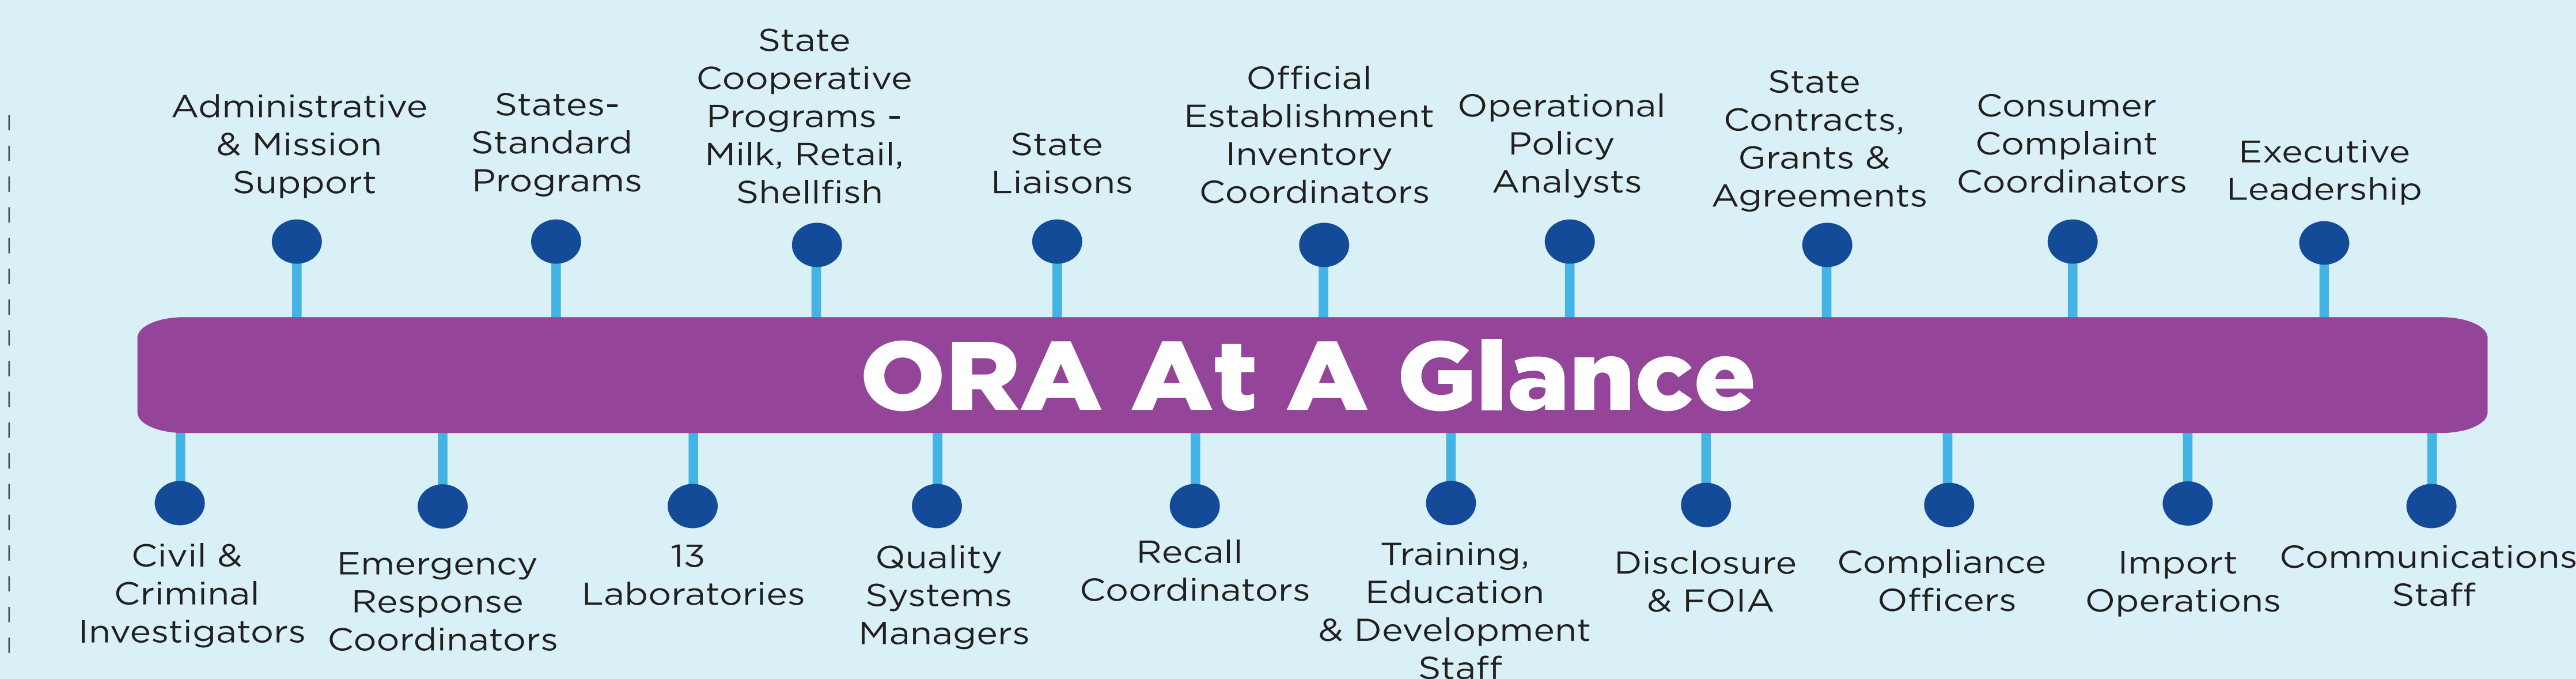 Administrative
& Mission
Support
States-
Standard
Programs
State
Cooperative
Programs -
Milk, Retail,
Shellfish
State
Liaisons
Official
Establishment
Inventory
Coordinators
Operational
Policy
Analysts
State
Contracts,
Grants &
Agreements
Consumer
Complaint
Coordinators
Executive
Leadership
ORA At A Glance
Civil &
Criminal
Investigators
Emergency
Response
Coordinators
13
Laboratories
Quality
Systems
Managers
Recall
Coordinators
Training,
Education
& Development
Staff
Disclosure
& FOIA
Compliance
Officers
Import
Operations
Communications
Staff